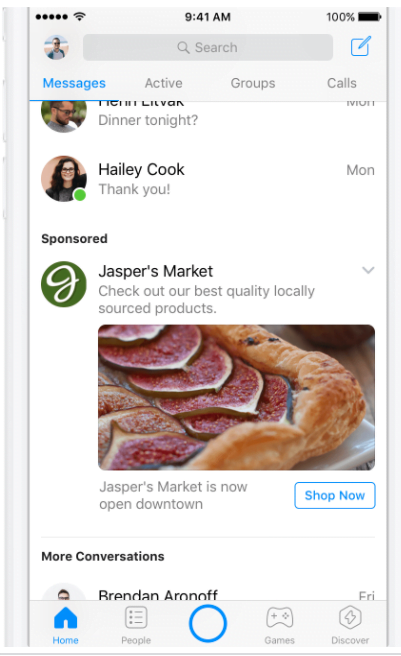 9:41 AM
100%
Search
Messages Active Groups Calls
Henri Litvak Mon
Dinner tonight?
Hailey Cook Mon
Thank you!
Sponsored
Jasper's Market
Check out our best quality locally
sourced products.
Jasper's Market is now
open downtown
Shop Now
More Conversations
Brendan Aronoff Fri
Home People Games Discover